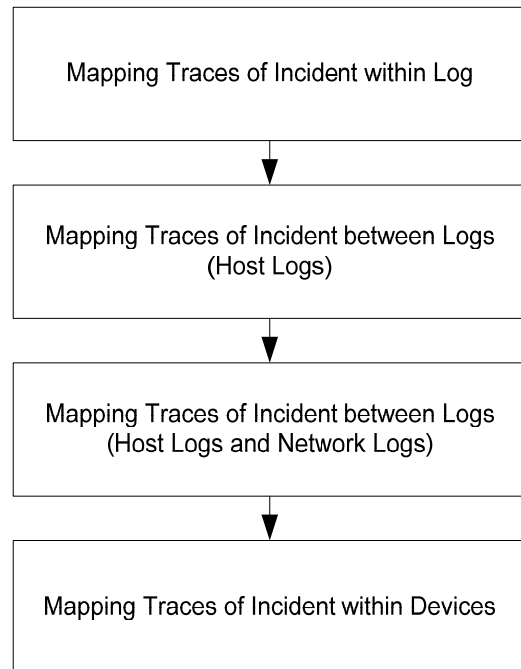 Mapping Traces of Incident within Log
Mapping Traces of Incident between Logs
(Host Logs)
Mapping Traces of Incident between Logs
(Host Logs and Network Logs)
Mapping Traces of Incident within Devices